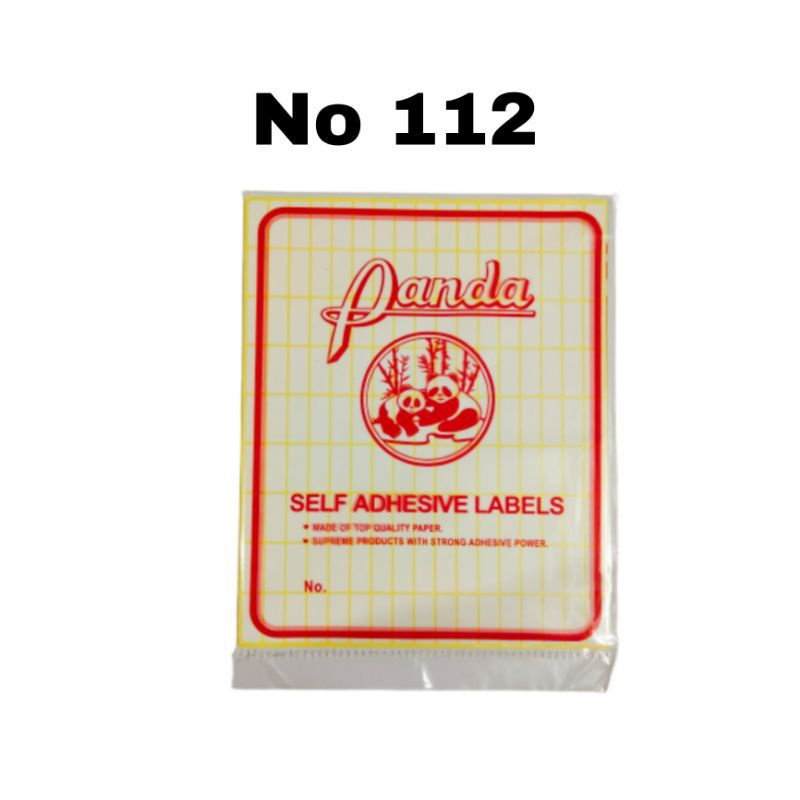 No 112
Panda
SELF ADHESIVE LABELS
• MADE OF TOP QUALITY PAPER.
• SUPREME PRODUCTS WITH STRONG ADHESIVE POWER.
No.